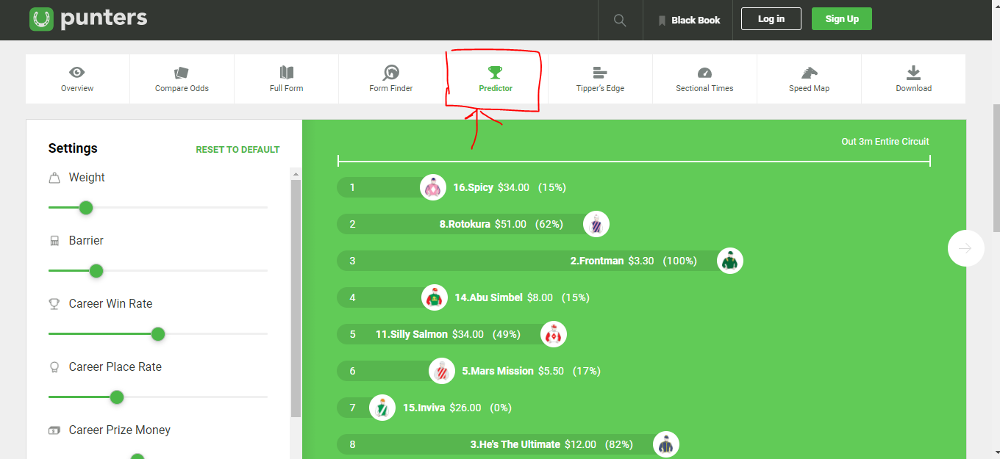 punters
Black Book
Log in
Sign Up
Overview
Compare Odds
Full Form
Form Finder
Predictor
Tipper's Edge
Sectional Times
Speed Map
Download
Settings
RESET TO DEFAULT
Weight
Barrier
Career Win Rate
Career Place Rate
Career Prize Money
Out 3m Entire Circuit
1 16.Spicy $34.00 (15%)
2 8.Rotokura $51.00 (62%)
3 2.Frontman $3.30 (100%)
4 14.Abu Simbel $8.00 (15%)
5 11.Silly Salmon $34.00 (49%)
6 5.Mars Mission $5.50 (17%)
7 15.Inviva $26.00 (0%)
8 3.He's The Ultimate $12.00 (82%)